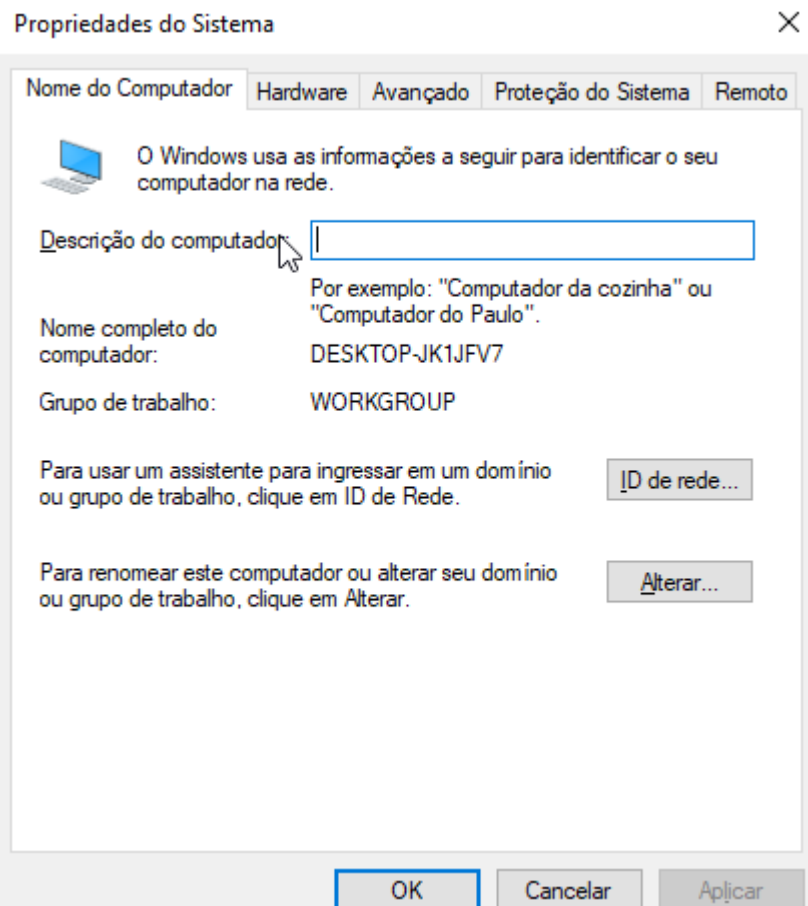 Propriedades do Sistema
Nome do Computador Hardware Avançado Proteção do Sistema Remoto
O Windows usa as informações a seguir para identificar o seu
computador na rede.
Descrição do computador:
Por exemplo: "Computador da cozinha" ou
"Computador do Paulo".
Nome completo do
computador:
DESKTOP-JK1JFV7
Grupo de trabalho: WORKGROUP
Para usar um assistente para ingressar em um domínio
ou grupo de trabalho, clique em ID de Rede.
ID de rede...
Para renomear este computador ou alterar seu domínio
ou grupo de trabalho, clique em Alterar.
Alterar...
OK Cancelar Aplicar